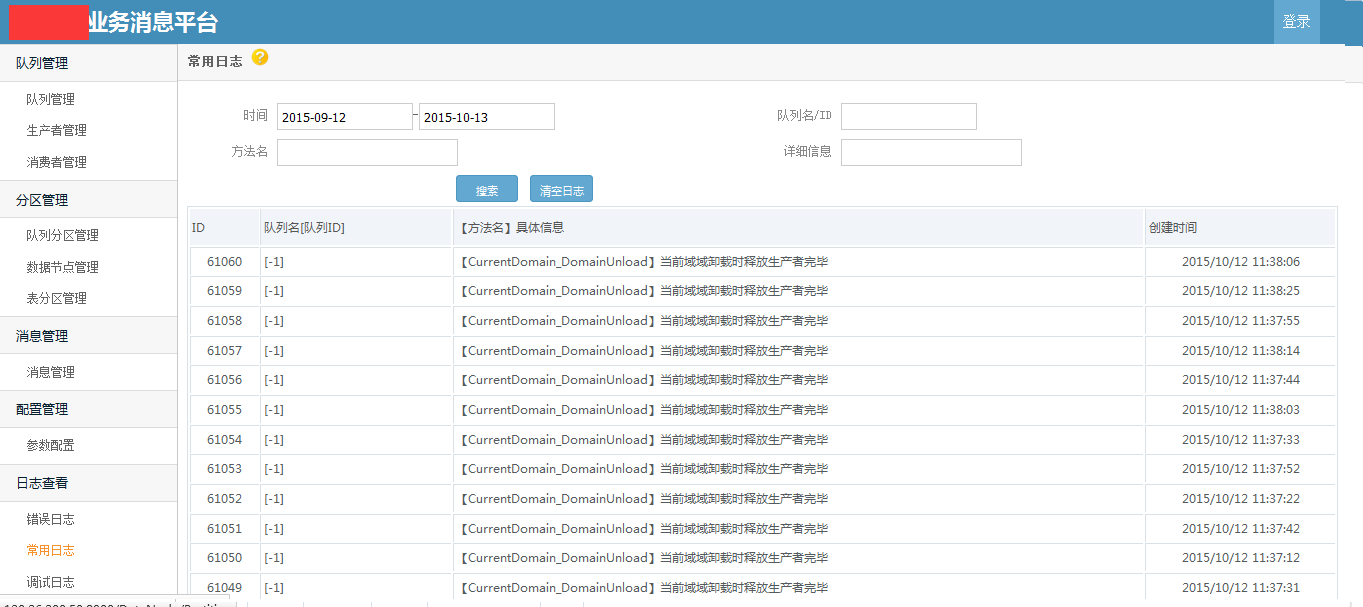 业务消息平台
登录
队列管理
队列管理
生产者管理
消费者管理
分区管理
队列分区管理
数据节点管理
表分区管理
消息管理
消息管理
配置管理
参数配置
日志查看
错误日志
常用日志
调试日志
常用日志 ?
时间 2015-09-12 - 2015-10-13 队列名/ID
方法名 详细信息
搜索 清空日志
ID 队列名[队列ID] 【方法名】具体信息 创建时间
61060 [-1] 【CurrentDomain_DomainUnload】当前域域卸载时释放生产者完毕 2015/10/12 11:38:06
61059 [-1] 【CurrentDomain_DomainUnload】当前域域卸载时释放生产者完毕 2015/10/12 11:38:25
61058 [-1] 【CurrentDomain_DomainUnload】当前域域卸载时释放生产者完毕 2015/10/12 11:37:55
61057 [-1] 【CurrentDomain_DomainUnload】当前域域卸载时释放生产者完毕 2015/10/12 11:38:14
61056 [-1] 【CurrentDomain_DomainUnload】当前域域卸载时释放生产者完毕 2015/10/12 11:37:44
61055 [-1] 【CurrentDomain_DomainUnload】当前域域卸载时释放生产者完毕 2015/10/12 11:38:03
61054 [-1] 【CurrentDomain_DomainUnload】当前域域卸载时释放生产者完毕 2015/10/12 11:37:33
61053 [-1] 【CurrentDomain_DomainUnload】当前域域卸载时释放生产者完毕 2015/10/12 11:37:52
61052 [-1] 【CurrentDomain_DomainUnload】当前域域卸载时释放生产者完毕 2015/10/12 11:37:22
61051 [-1] 【CurrentDomain_DomainUnload】当前域域卸载时释放生产者完毕 2015/10/12 11:37:42
61050 [-1] 【CurrentDomain_DomainUnload】当前域域卸载时释放生产者完毕 2015/10/12 11:37:12
61049 [-1] 【CurrentDomain_DomainUnload】当前域域卸载时释放生产者完毕 2015/10/12 11:37:31